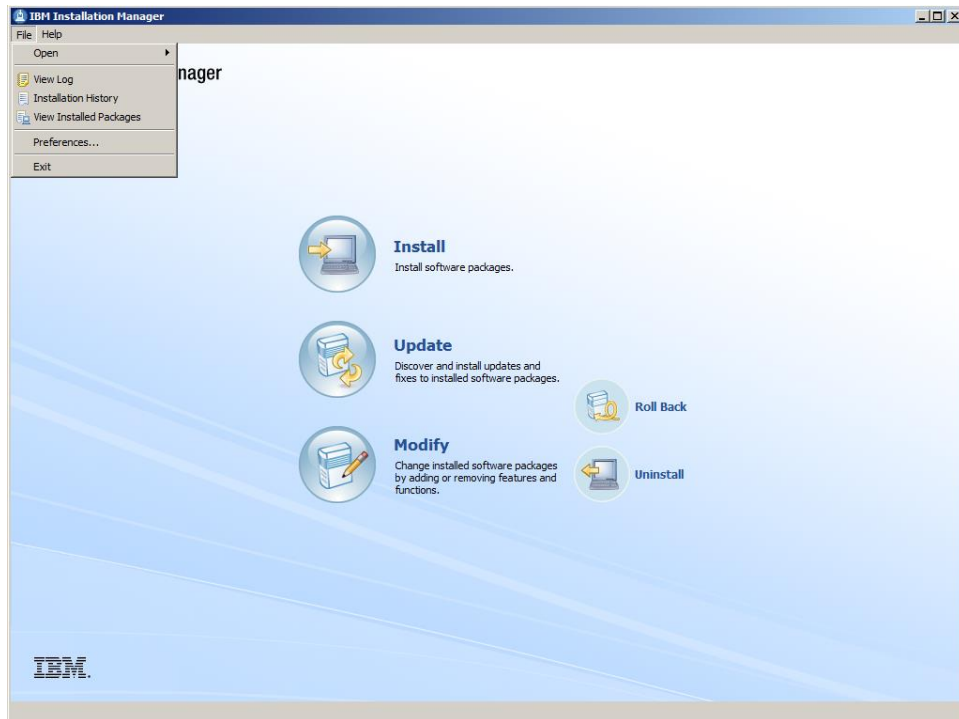 IBM Installation Manager
File Help
Open
View Log
Installation History
View Installed Packages
Preferences...
Exit
nager
Install
Install software packages.
Update
Discover and install updates and
fixes to installed software packages.
Roll Back
Modify
Change installed software packages
by adding or removing features and
functions.
Uninstall
IBM.